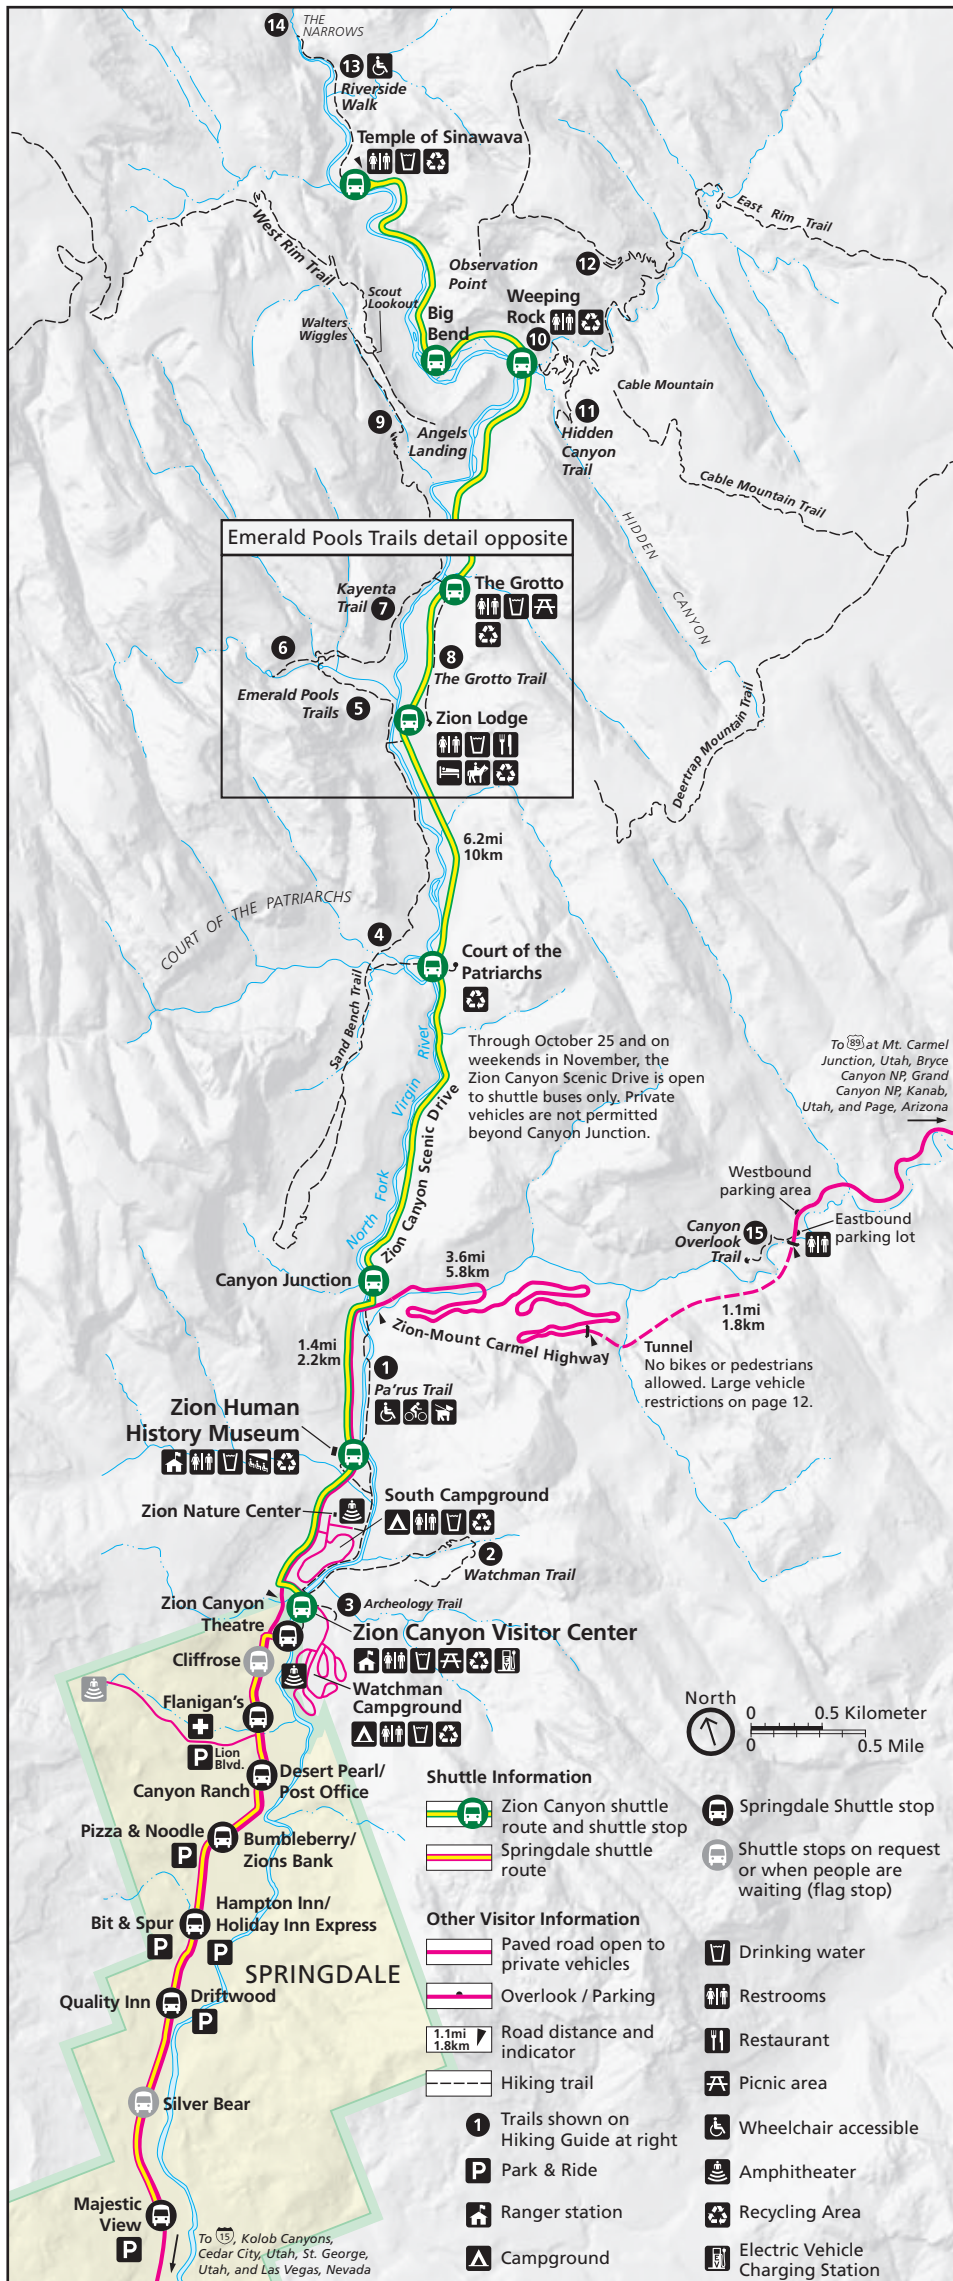 14
THE
NARROWS
13
Riverside
Walk
Temple of Sinawava
East Rim Trail
West Rim Trail
12
Observation
Point
Scout
Lookout
Weeping
Rock
Big
Bend
Walters
Wiggles
10
Cable Mountain
11
Hidden
Canyon
Trail
9
Angels
Landing
Cable Mountain Trail
HIDDEN
CANYON
Emerald Pools Trails detail opposite
The Grotto
Kayenta
Trail 7
6
8
The Grotto Trail
Emerald Pools
Trails
5
Zion Lodge
Deertrap Mountain Trail
6.2mi
10km
COURT OF THE PATRIARCHS
4
Court of the
Patriarchs
Sand Bench Trail
North Fork Virgin River
Zion Canyon Scenic Drive
Through October 25 and on
weekends in November, the
Zion Canyon Scenic Drive is open
to shuttle buses only. Private
vehicles are not permitted
beyond Canyon Junction.
To 89 at Mt. Carmel
Junction, Utah, Bryce
Canyon NP, Grand
Canyon NP, Kanab,
Utah, and Page, Arizona
Westbound
parking area
Canyon
Overlook
Trail
15
Eastbound
parking lot
Canyon Junction
3.6mi
5.8km
1.1mi
1.8km
Zion-Mount Carmel Highway
Tunnel
No bikes or pedestrians
allowed. Large vehicle
restrictions on page 12.
1.4mi
2.2km
1
Pa'rus Trail
Zion Human
History Museum
South Campground
Zion Nature Center
2
Watchman Trail
3
Archeology Trail
Zion Canyon
Theatre
Zion Canyon Visitor Center
EV
Cliffrose
Watchman
Campground
Flanigan's
P Lion
Blvd.
Canyon Ranch
Desert Pearl/
Post Office
Pizza & Noodle
P
Bumbleberry/
Zions Bank
Bit & Spur
P
Hampton Inn/
Holiday Inn Express
P
SPRINGDALE
Quality Inn
Driftwood
P
Silver Bear
Majestic
View
P
To 15, Kolob Canyons,
Cedar City, Utah, St. George,
Utah, and Las Vegas, Nevada
North
0 0.5 Kilometer
0 0.5 Mile
Shuttle Information
Zion Canyon shuttle
route and shuttle stop
Springdale shuttle
route
Springdale Shuttle stop
Shuttle stops on request
or when people are
waiting (flag stop)
Other Visitor Information
Paved road open to
private vehicles
Overlook / Parking
1.1mi
1.8km
Road distance and
indicator
Hiking trail
1
Trails shown on
Hiking Guide at right
P
Park & Ride
Ranger station
Campground
Drinking water
Restrooms
Restaurant
Picnic area
Wheelchair accessible
Amphitheater
Recycling Area
EV
Electric Vehicle
Charging Station